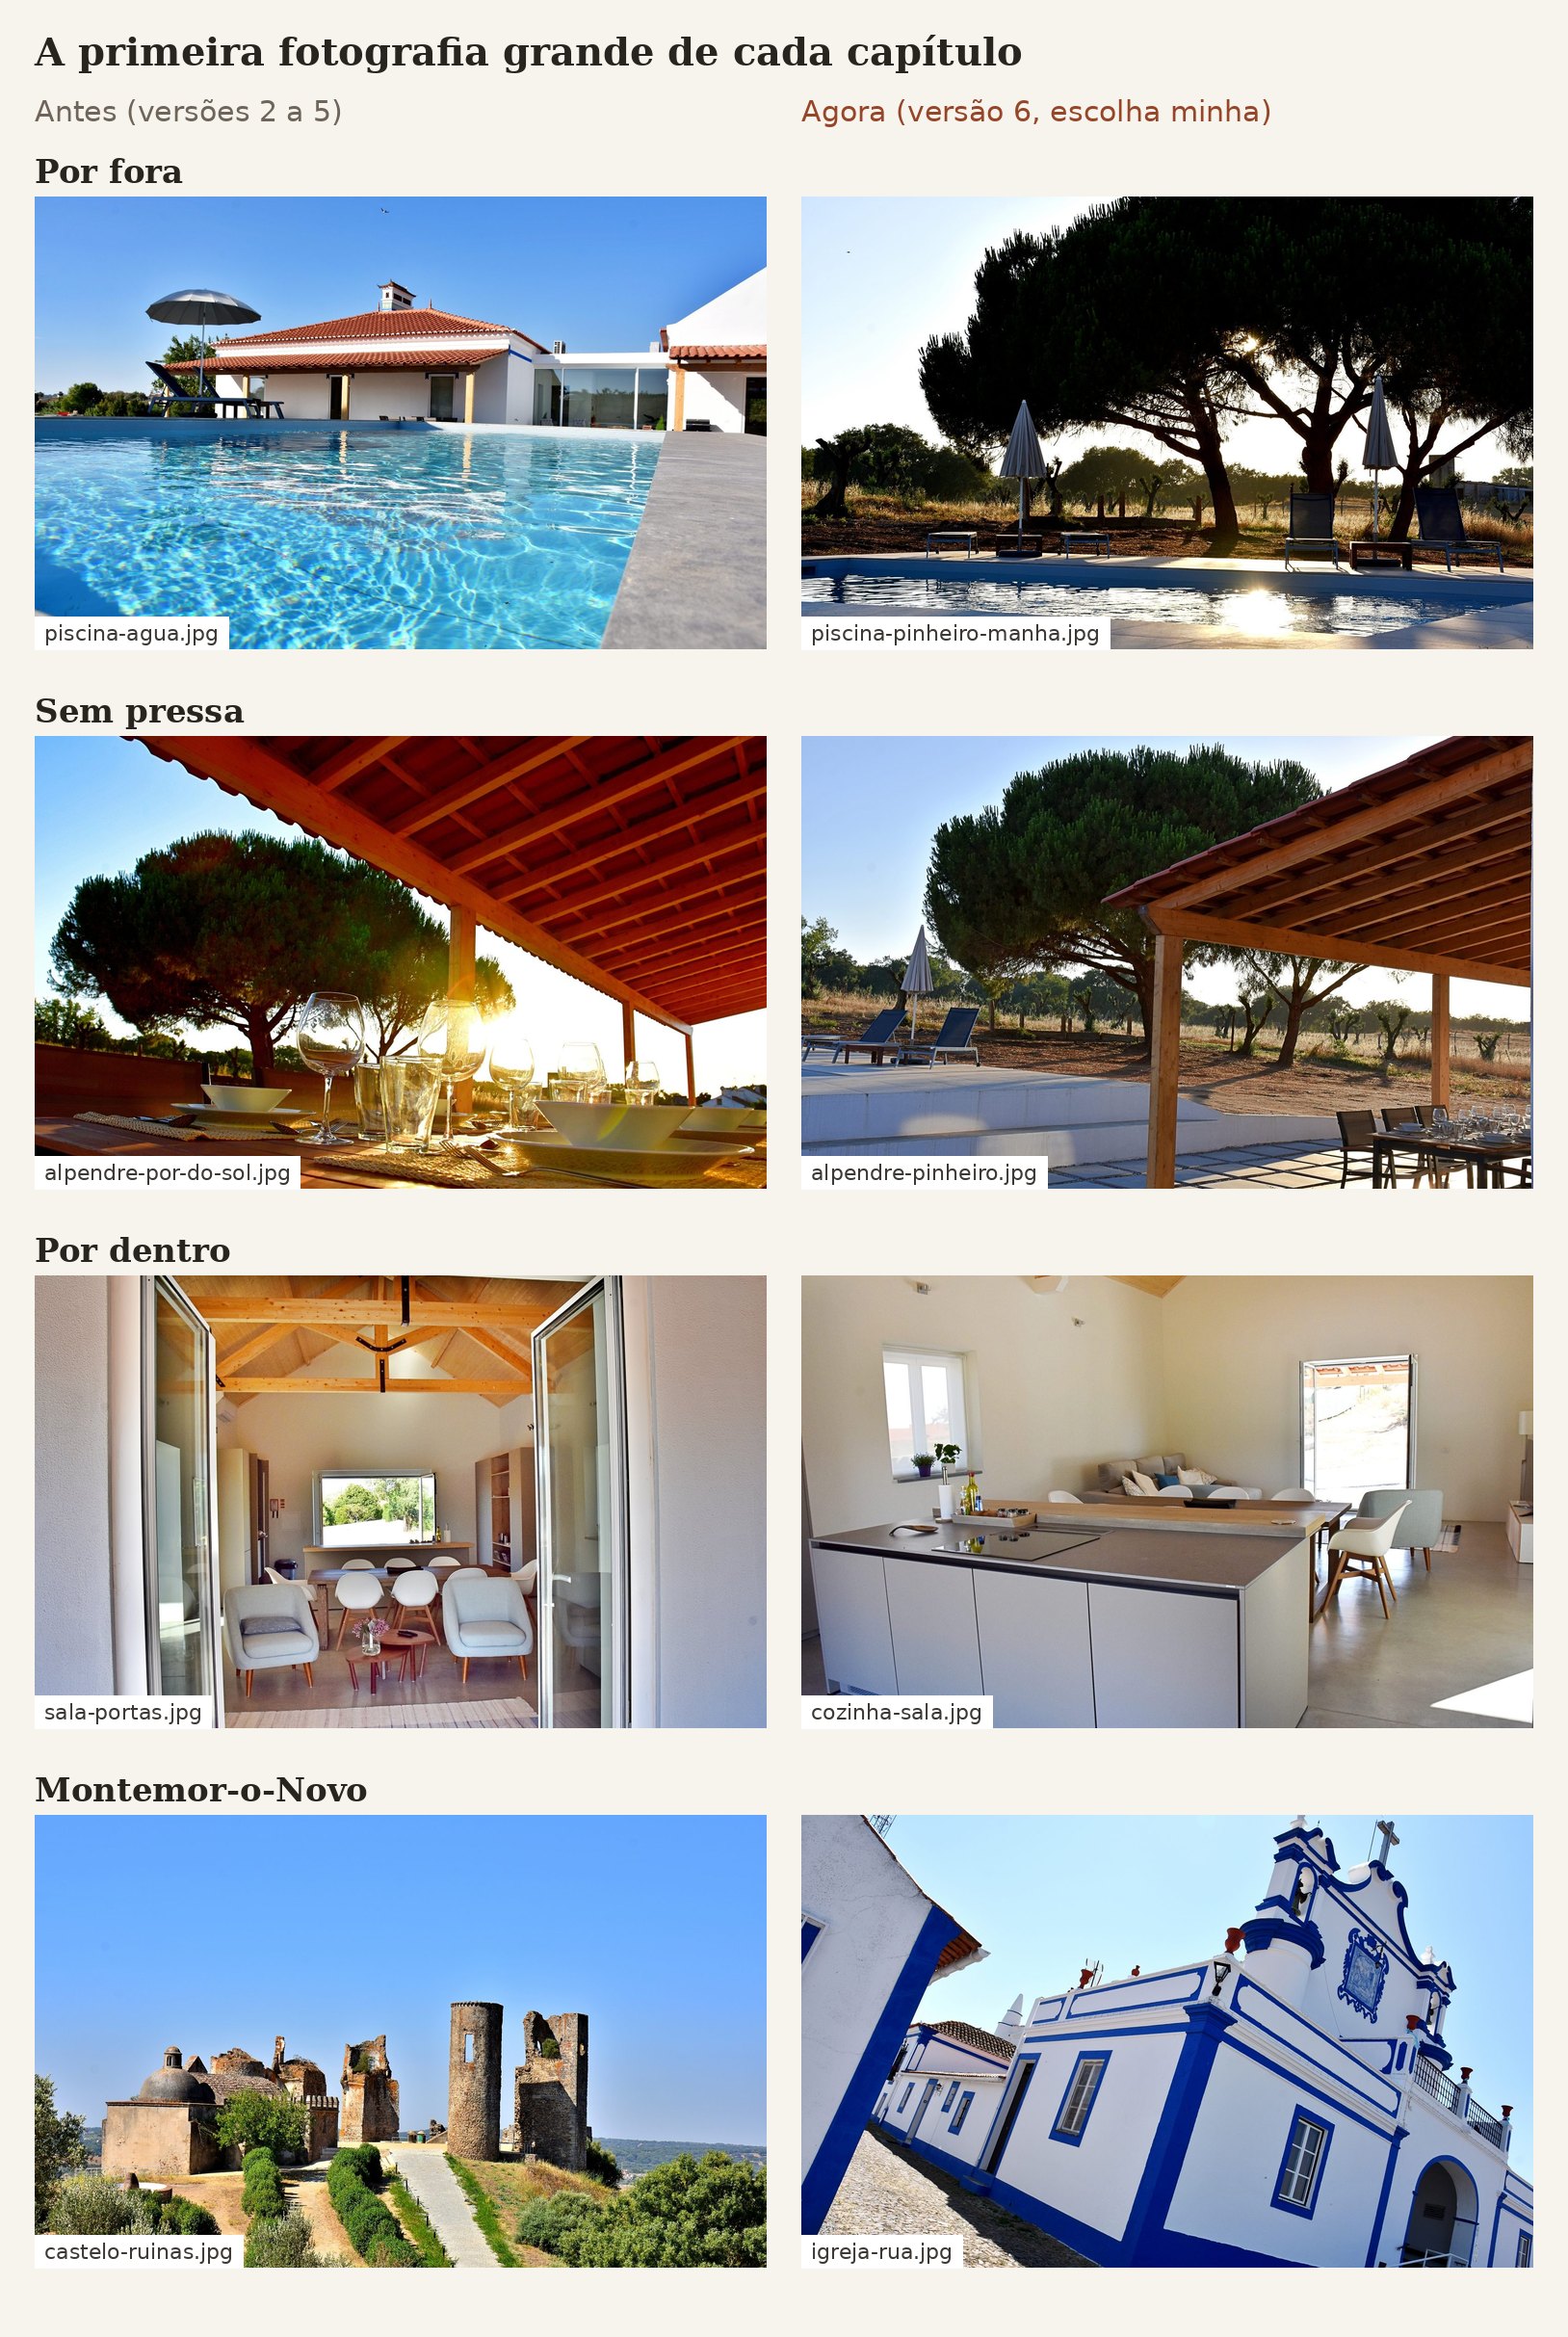 A primeira fotografia grande de cada capítulo
Antes (versões 2 a 5)
Agora (versão 6, escolha minha)
Por fora
piscina-agua.jpg
piscina-pinheiro-manha.jpg
Sem pressa
alpendre-por-do-sol.jpg
alpendre-pinheiro.jpg
Por dentro
sala-portas.jpg
cozinha-sala.jpg
Montemor-o-Novo
castelo-ruinas.jpg
igreja-rua.jpg